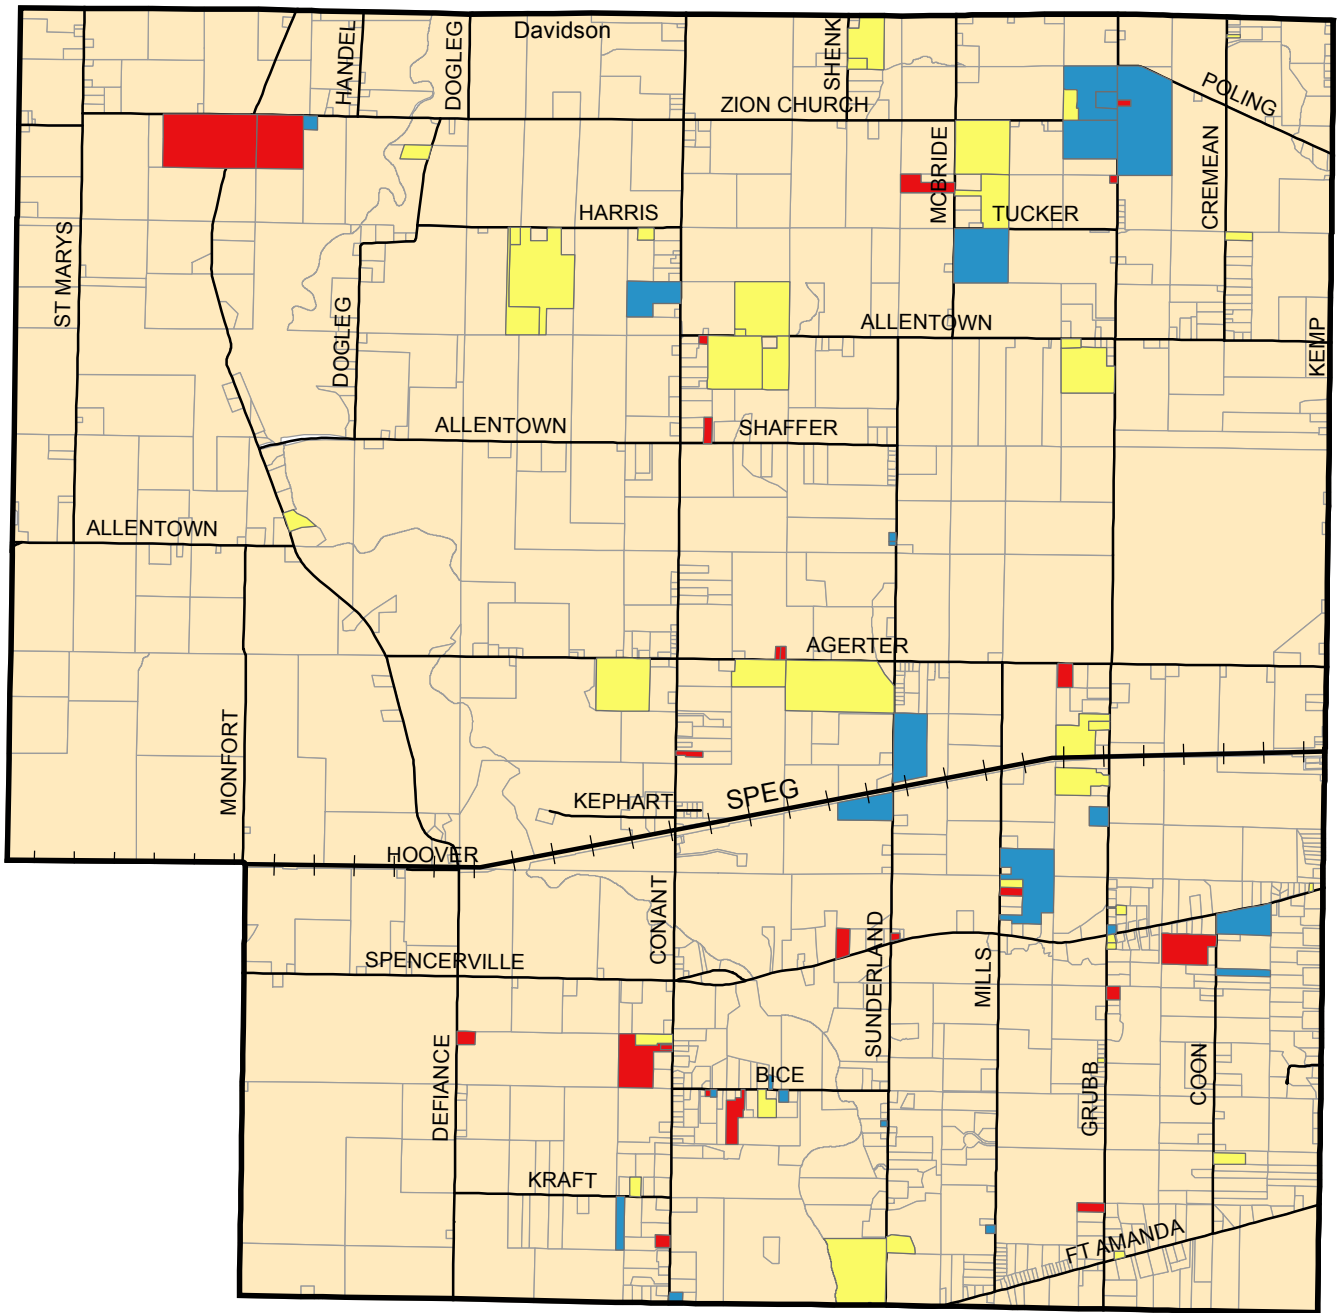 HANDEL
DOGLEG
Davidson
SHENK
ZION CHURCH
POLING
MCBRIDE
CREMEAN
HARRIS
TUCKER
ST MARYS
DOGLEG
ALLENTOWN
KEMP
ALLENTOWN
SHAFFER
ALLENTOWN
AGERTER
MONFORT
KEPHART
SPEG
HOOVER
CONANT
SUNDERLAND
SPENCERVILLE
MILLS
DEFIANCE
BICE
GRUBB
COON
KRAFT
FT AMANDA